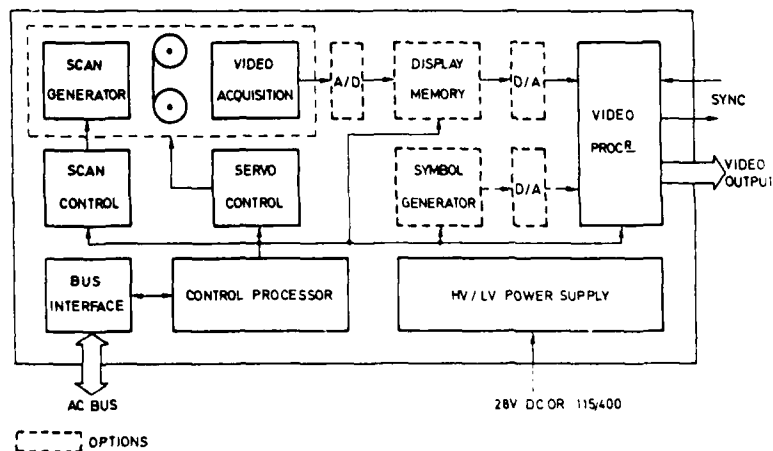 SCAN
GENERATOR
VIDEO
ACQUISITION
A/D
DISPLAY
MEMORY
D/A
VIDEO
PROCR
SYNC
VIDEO
OUTPUT
SCAN
CONTROL
SERVO
CONTROL
SYMBOL
GENERATOR
D/A
BUS
INTERFACE
CONTROL PROCESSOR
HV/LV POWER SUPPLY
AC BUS
28V DC OR 115/400
OPTIONS